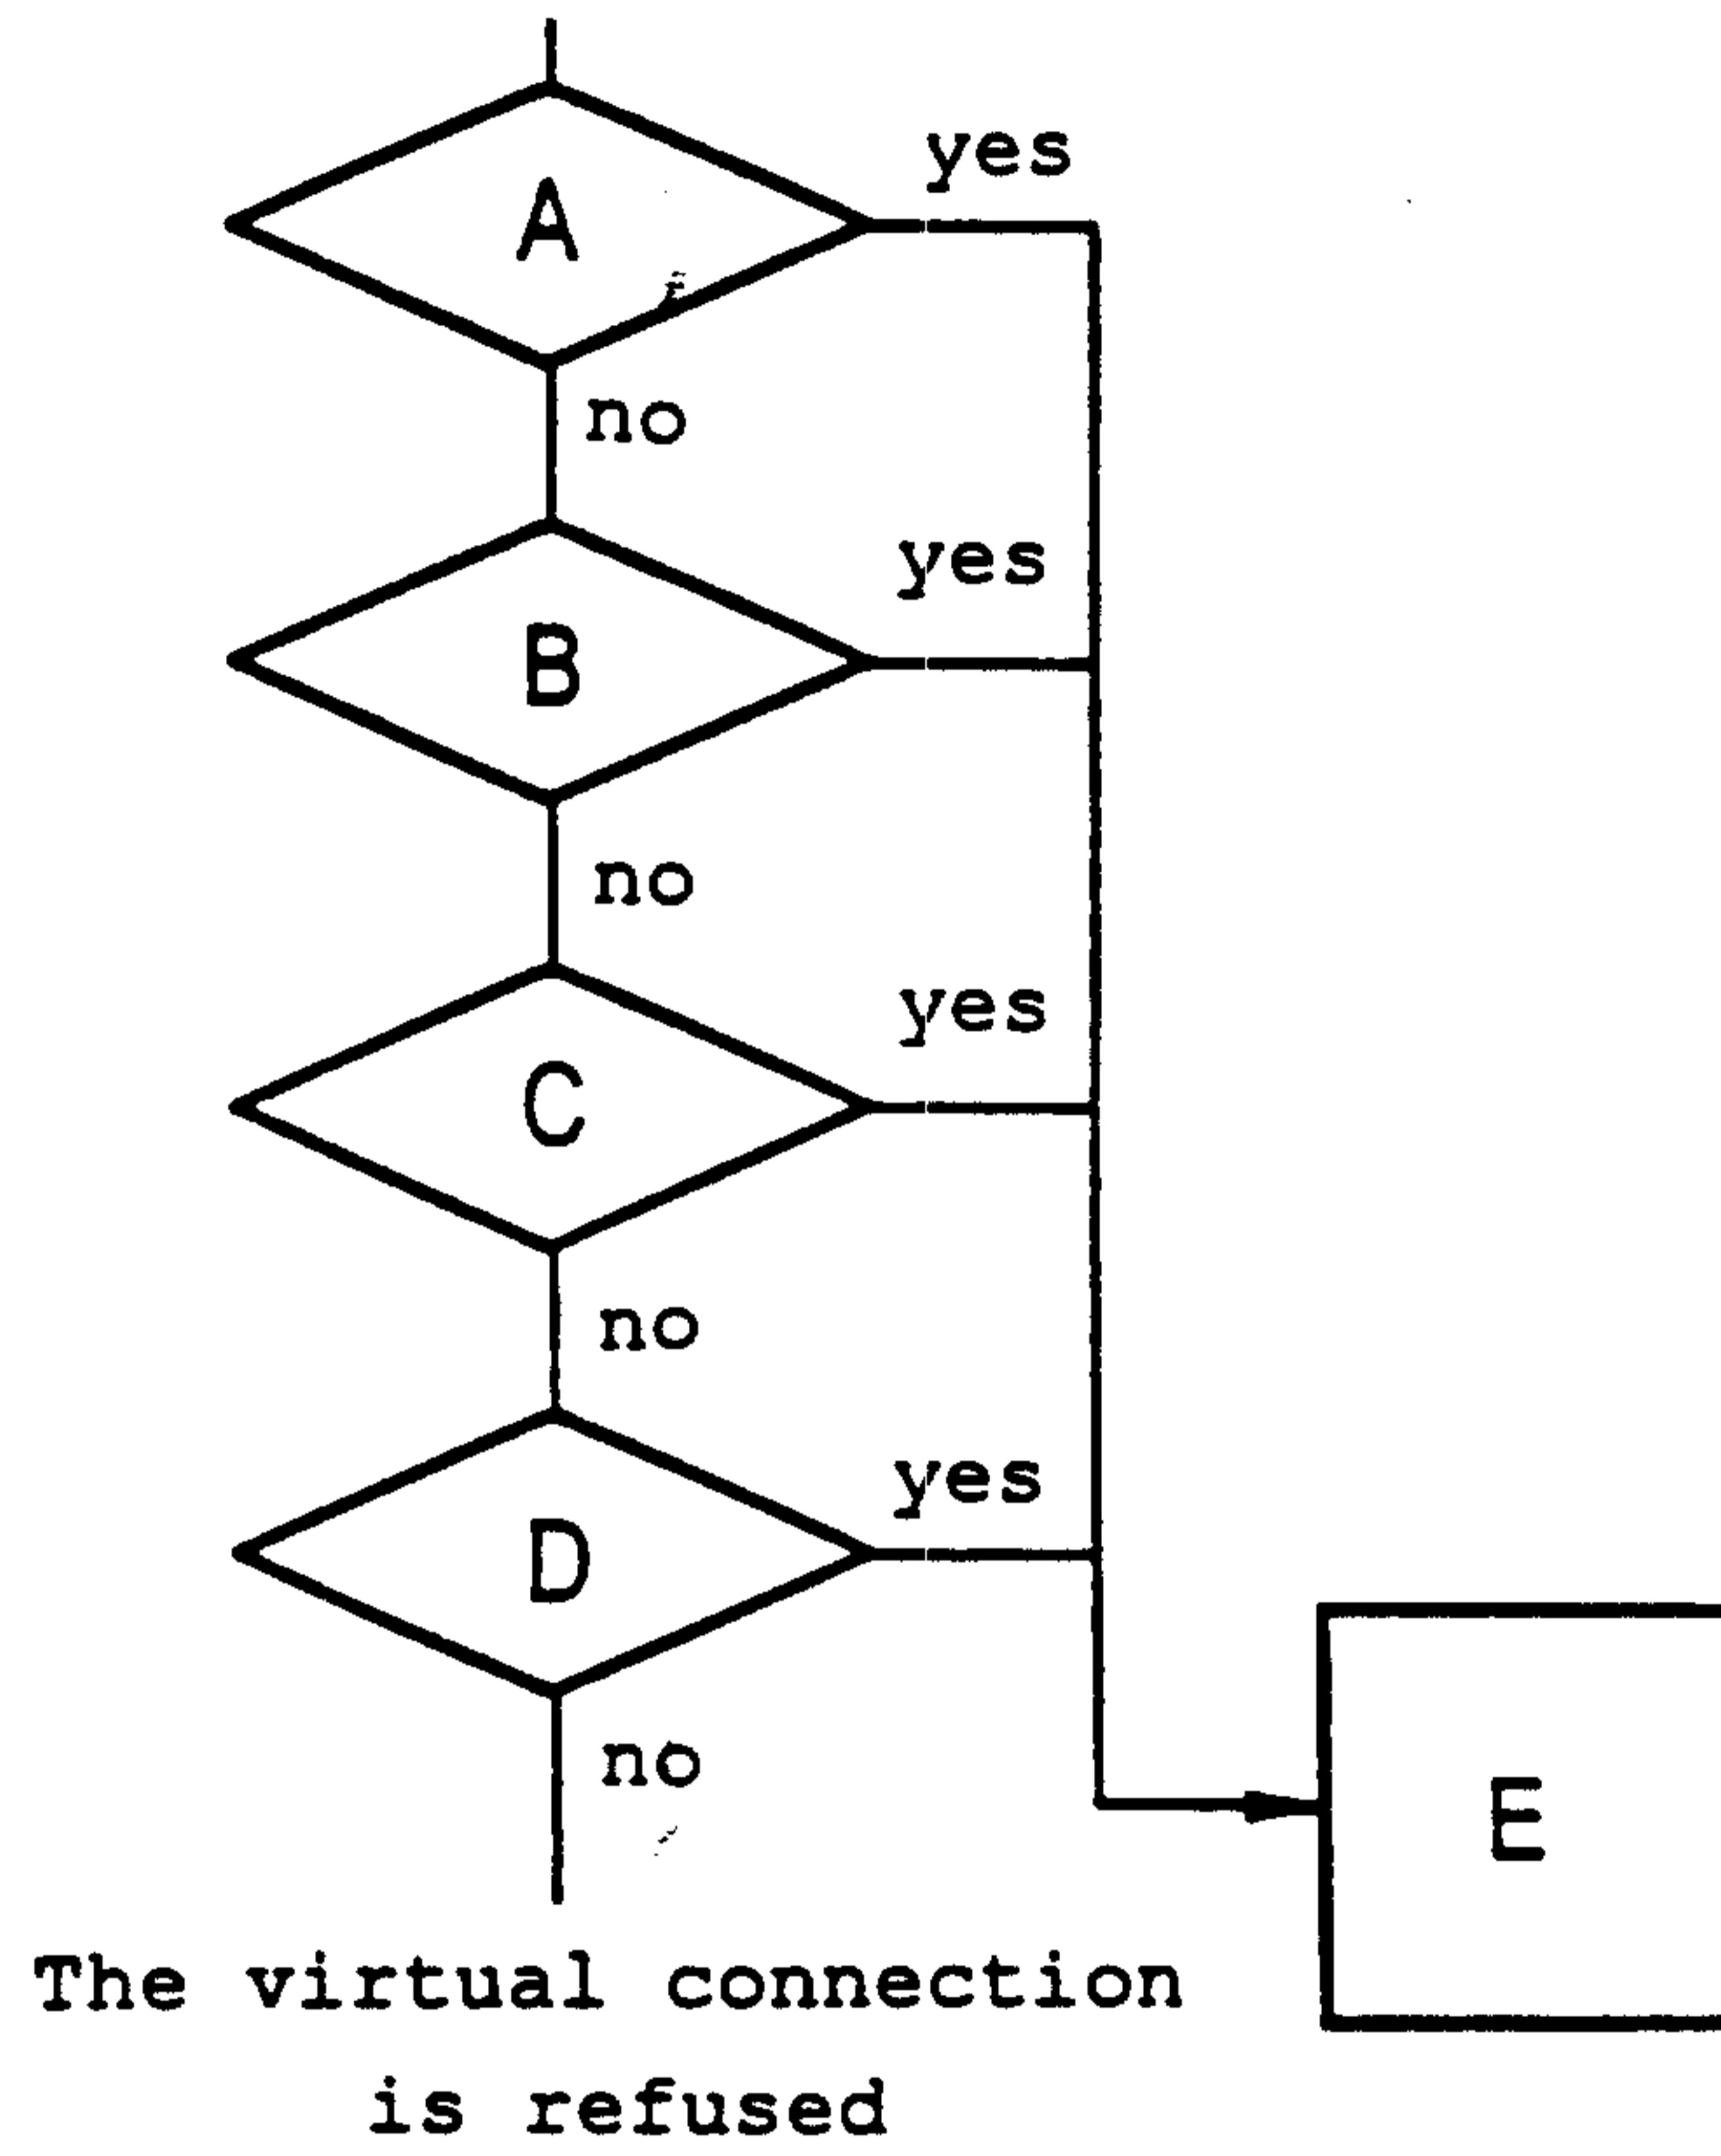 yes
A
no
yes
B
no
yes
C
no
yes
D
no
E
The virtual connection
is refused